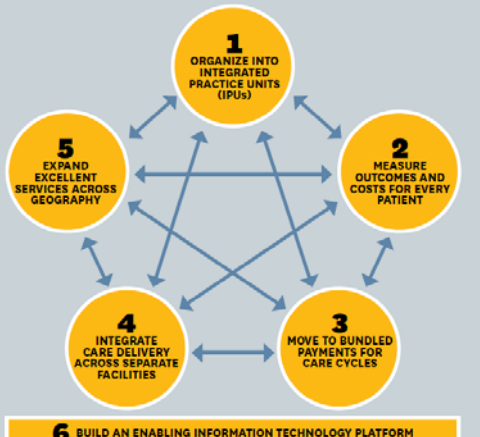 1
ORGANIZE INTO
INTEGRATED
PRACTICE UNITS
(IPUs)
5
EXPAND
EXCELLENT
SERVICES ACROSS
GEOGRAPHY
2
MEASURE
OUTCOMES AND
COSTS FOR EVERY
PATIENT
4
INTEGRATE
CARE DELIVERY
ACROSS SEPARATE
FACILITIES
3
MOVE TO BUNDLED
PAYMENTS FOR
CARE CYCLES
6 BUILD AN ENABLING INFORMATION TECHNOLOGY PLATFORM